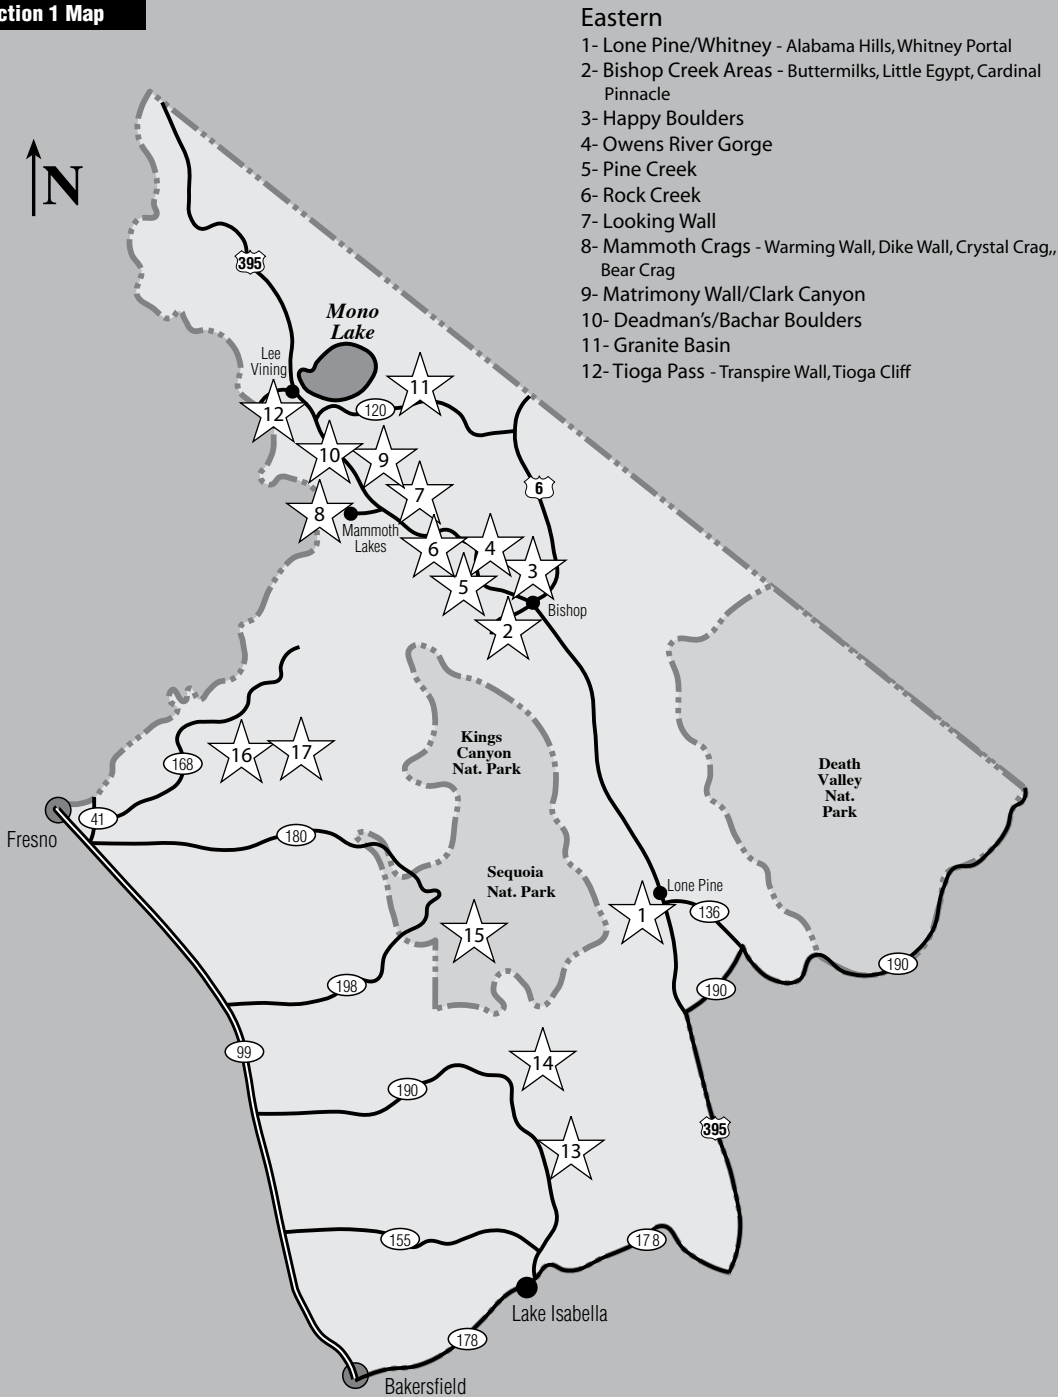 ction 1 Map
Eastern
1- Lone Pine/Whitney - Alabama Hills, Whitney Portal
2- Bishop Creek Areas - Buttermilks, Little Egypt, Cardinal
Pinnacle
3- Happy Boulders
4- Owens River Gorge
5- Pine Creek
6- Rock Creek
7- Looking Wall
8- Mammoth Crags - Warming Wall, Dike Wall, Crystal Crag,,
Bear Crag
9- Matrimony Wall/Clark Canyon
10- Deadman's/Bachar Boulders
11- Granite Basin
12- Tioga Pass - Transpire Wall, Tioga Cliff
N
395
Mono
Lake
Lee
Vining
11
12
120
10
9
7
6
8
Mammoth
Lakes
6
4
3
5
Bishop
2
Kings
Canyon
Nat. Park
16
17
168
Death
Valley
Nat.
Park
41
Fresno
180
Sequoia
Nat. Park
Lone Pine
1
136
15
190
198
190
99
14
190
395
13
155
178
Lake Isabella
178
Bakersfield